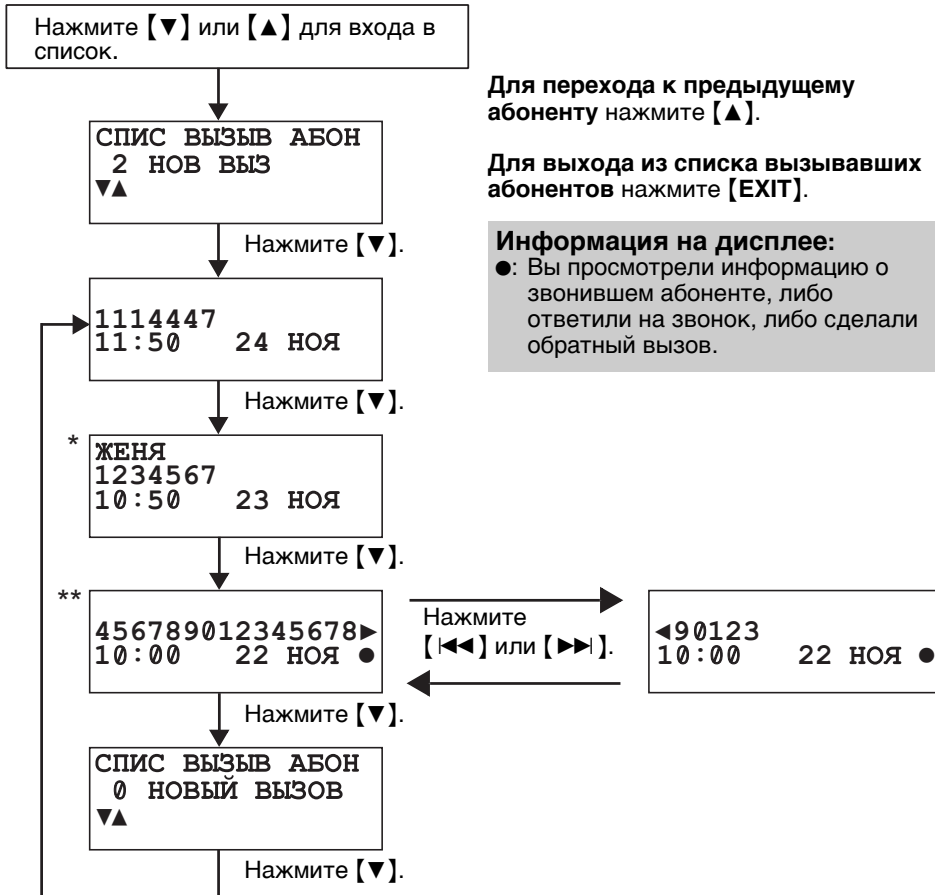 Нажмите【▼】или【▲】для входа в
список.
СПИС ВЫЗЫВ АБОН
2 НОВ ВЫЗ
▼▲
Нажмите【▼】.
1114447
11:50 24 НОЯ
Нажмите【▼】.
*
ЖЕНЯ
1234567
10:50 23 НОЯ
Нажмите【▼】.
**
456789012345678▶
10:00 22 НОЯ ●
Нажмите
【|◀◀】или【▶▶|】.
◀90123
10:00 22 НОЯ ●
Нажмите【▼】.
СПИС ВЫЗЫВ АБОН
0 НОВЫЙ ВЫЗОВ
▼▲
Нажмите【▼】.
Для перехода к предыдущему
абоненту нажмите【▲】.
Для выхода из списка вызывавших
абонентов нажмите【EXIT】.
Информация на дисплее:
●: Вы просмотрели информацию о
звонившем абоненте, либо
ответили на звонок, либо сделали
обратный вызов.